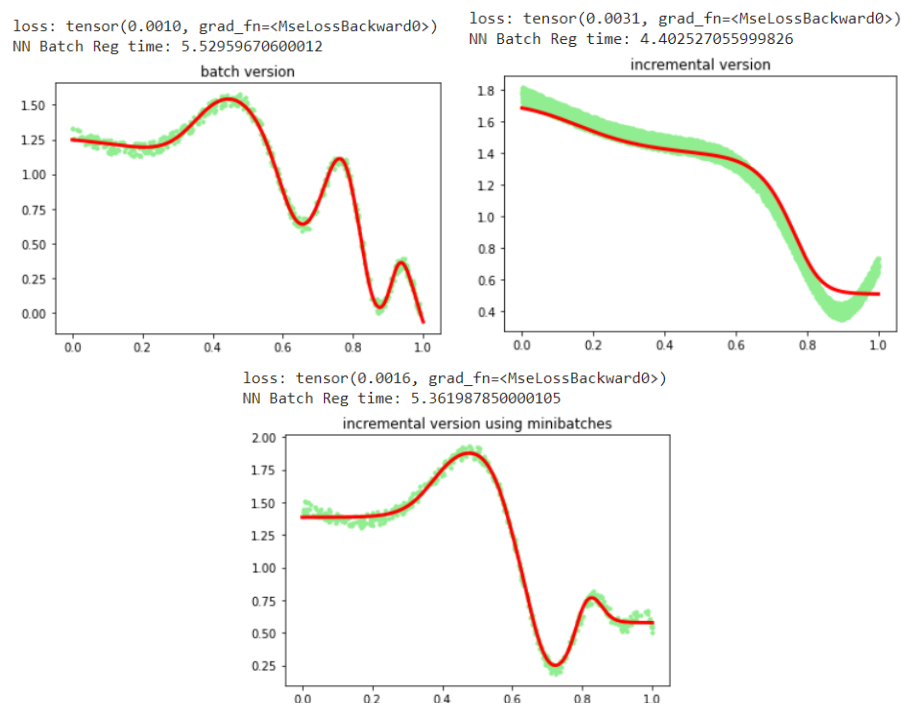 loss: tensor(0.0010, grad_fn=<MseLossBackward0>)
NN Batch Reg time: 5.52959670600012
batch version
1.50
1.25
1.00
0.75
0.50
0.25
0.00
0.0 0.2 0.4 0.6 0.8 1.0
loss: tensor(0.0031, grad_fn=<MseLossBackward0>)
NN Batch Reg time: 4.402527055999826
incremental version
1.8
1.6
1.4
1.2
1.0
0.8
0.6
0.4
0.0 0.2 0.4 0.6 0.8 1.0
loss: tensor(0.0016, grad_fn=<MseLossBackward0>)
NN Batch Reg time: 5.361987850000105
incremental version using minibatches
2.00
1.75
1.50
1.25
1.00
0.75
0.50
0.25
0.0 0.2 0.4 0.6 0.8 1.0